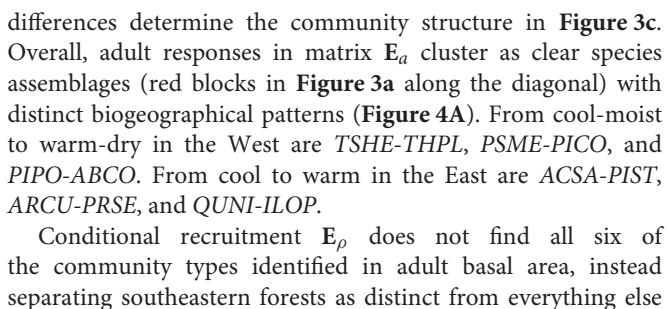 differences determine the community structure in Figure 3c.
Overall, adult responses in matrix Ea cluster as clear species
assemblages (red blocks in Figure 3a along the diagonal) with
distinct biogeographical patterns (Figure 4A). From cool-moist
to warm-dry in the West are TSHE-THPL, PSME-PICO, and
PIPO-ABCO. From cool to warm in the East are ACSA-PIST,
ARCU-PRSE, and QUNI-ILOP.
Conditional recruitment Eρ does not find all six of
the community types identified in adult basal area, instead
separating southeastern forests as distinct from everything else